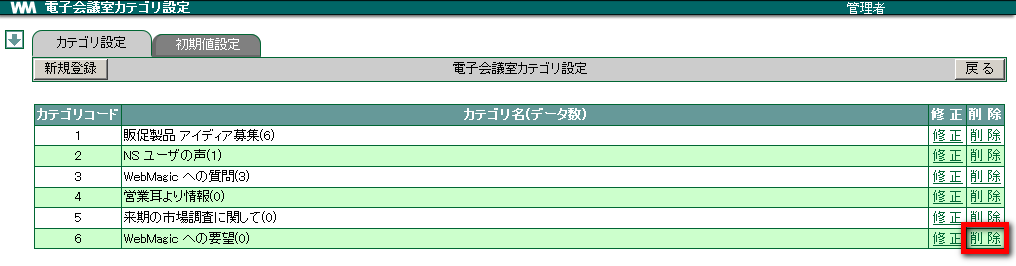 WM 電子会議室カテゴリ設定 管理者
カテゴリ設定 初期値設定
新規登録 電子会議室カテゴリ設定 戻る
カテゴリコード カテゴリ名(データ数) 修正 削除
1 販促製品 アイディア募集(6) 修正 削除
2 NS ユーザの声(1) 修正 削除
3 WebMagic への質問(3) 修正 削除
4 営業耳より情報(0) 修正 削除
5 来期の市場調査に関して(0) 修正 削除
6 WebMagic への要望(0) 修正 削除